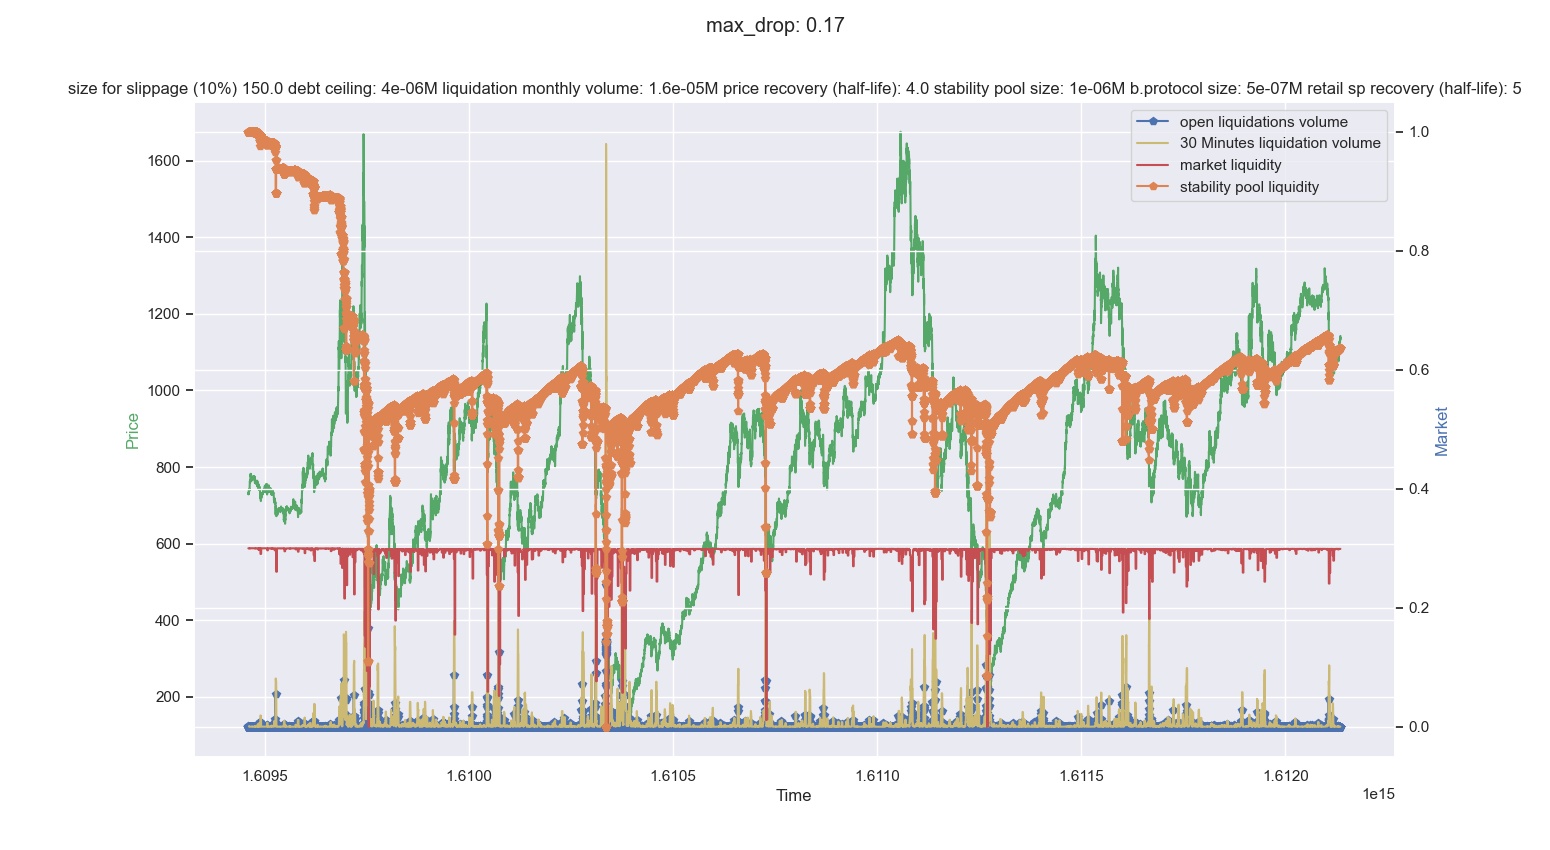 max_drop: 0.17
size for slippage (10%) 150.0 debt ceiling: 4e-06M liquidation monthly volume: 1.6e-05M price recovery (half-life): 4.0 stability pool size: 1e-06M b.protocol size: 5e-07M retail sp recovery (half-life): 5
open liquidations volume
30 Minutes liquidation volume
market liquidity
stability pool liquidity
1600
1400
1200
1000
800
600
400
200
Price
1.0
0.8
0.6
0.4
0.2
0.0
Market
1.6095
1.6100
1.6105
1.6110
1.6115
1.6120
1e15
Time